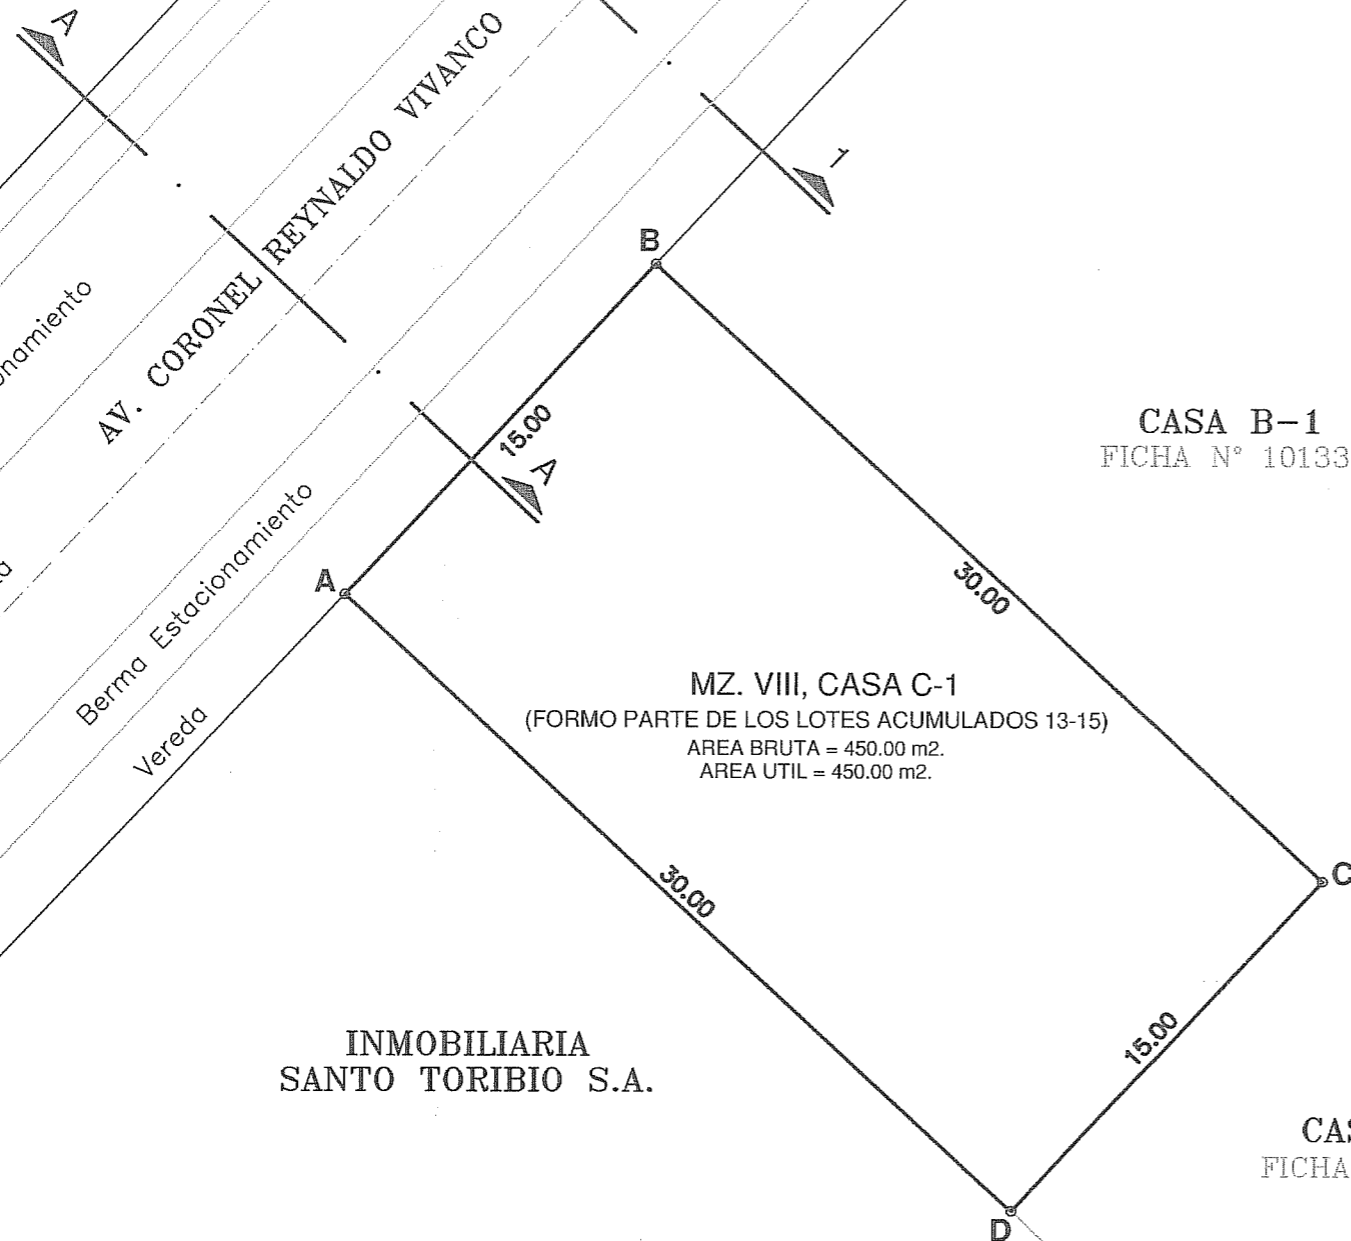 A
AV. CORONEL REYNALDO VIVANCO
1
B
15.00
A
CASA B-1
FICHA N° 10133
Berma Estacionamiento
A
Vereda
30.00
MZ. VIII, CASA C-1
(FORMO PARTE DE LOS LOTES ACUMULADOS 13-15)
AREA BRUTA = 450.00 m2.
AREA UTIL = 450.00 m2.
30.00
C
INMOBILIARIA
SANTO TORIBIO S.A.
15.00
FICHA
D